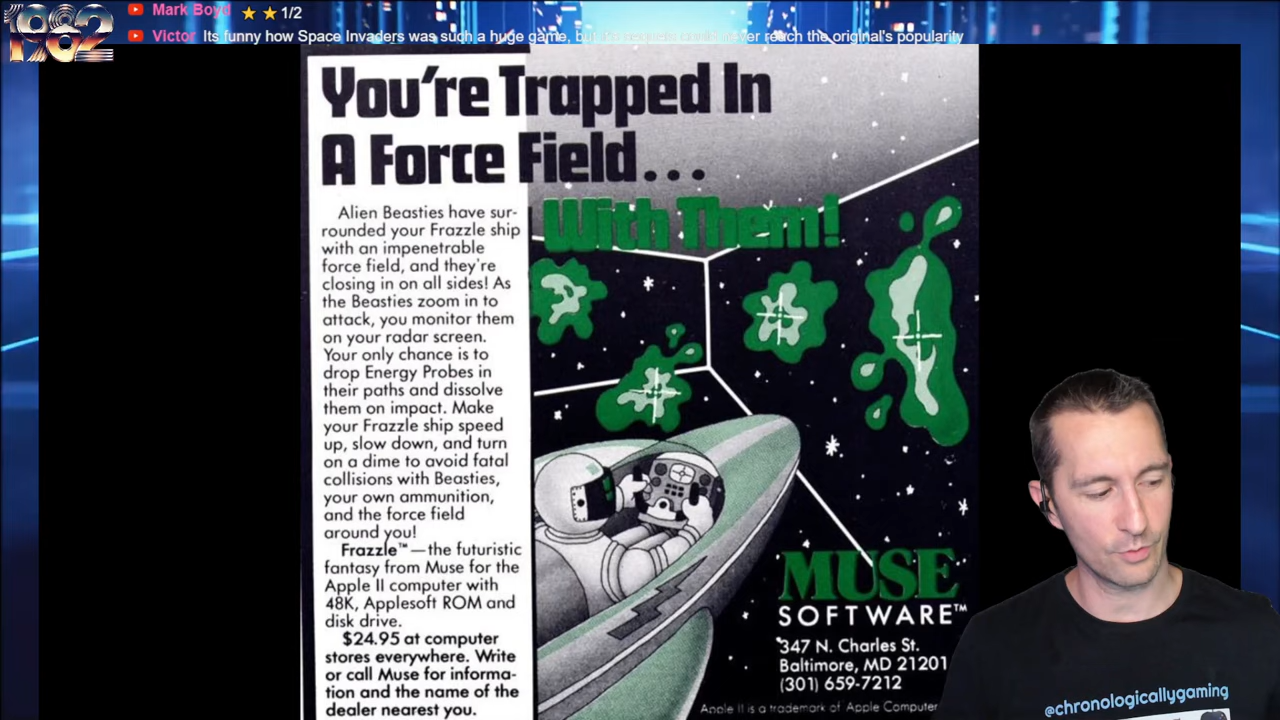 1982
Mark Boyd ★★1/2
Victor Its funny how Space Invaders was such a huge game, but never reach the original's popularity
You're Trapped In
A Force Field...
With Them!
Alien Beasties have sur-
rounded your Frazzle ship
with an impenetrable
force field, and they're
closing in on all sides! As
the Beasties zoom in to
attack, you monitor them
on your radar screen.
Your only chance is to
drop Energy Probes in
their paths and dissolve
them on impact. Make
your Frazzle ship speed
up, slow down, and turn
on a dime to avoid fatal
collisions with Beasties,
your own ammunition,
and the force field
around you!
Frazzle™—the futuristic
fantasy from Muse for the
Apple II computer with
48K, Applesoft ROM and
disk drive.
$24.95 at computer
stores everywhere. Write
or call Muse for informa-
tion and the name of the
dealer nearest you.
MUSE
SOFTWARE™
347 N. Charles St.
Baltimore, MD 21201
(301) 659-7212
Apple II is a trademark of Apple Computer
@chronologicallygaming